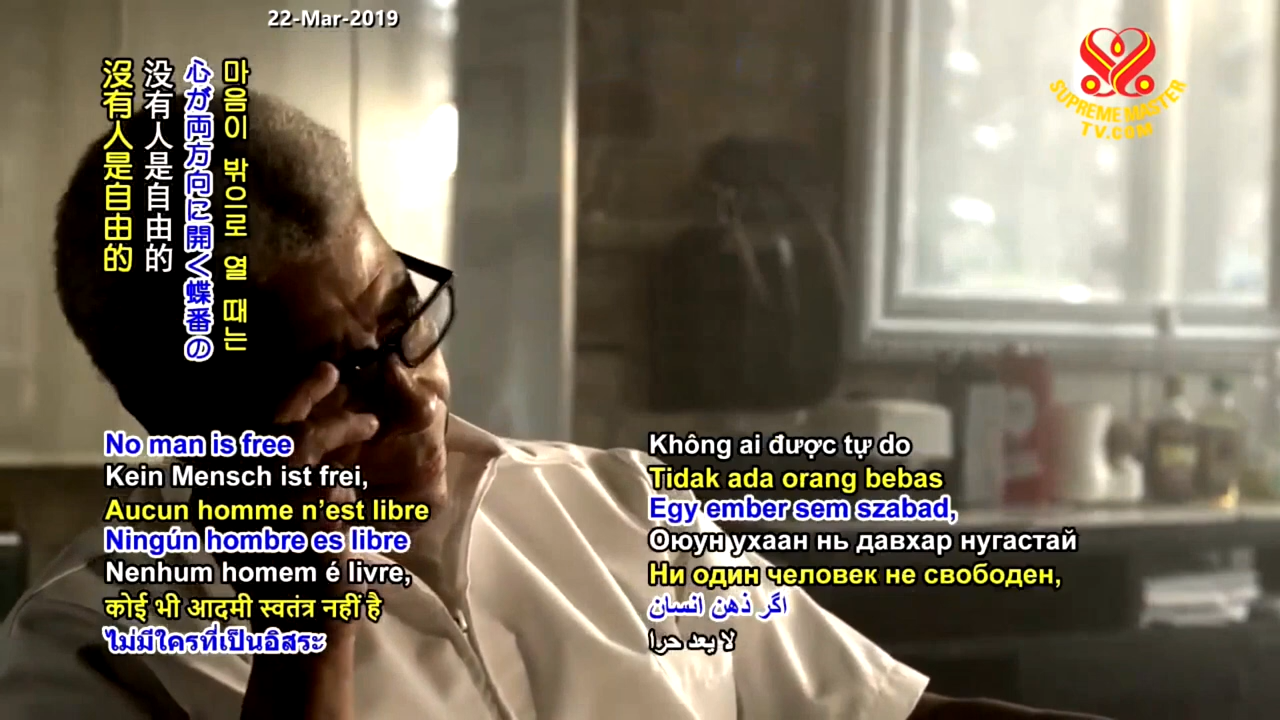 22-Mar-2019
SUPREME MASTER
TV.COM
마음이 밖으로 열 때는
心が両方向に開く蝶番の
没有人是自由的
沒有人是自由的
No man is free
Kein Mensch ist frei,
Aucun homme n’est libre
Ningún hombre es libre
Nenhum homem é livre,
कोई भी आदमी स्वतंत्र नहीं है
ไม่มีใครที่เป็นอิสระ
Không ai được tự do
Tidak ada orang bebas
Egy ember sem szabad,
Оюун ухаан нь давхар нугастай
Ни один человек не свободен,
اگر ذهن انسان
لا يعد حرا